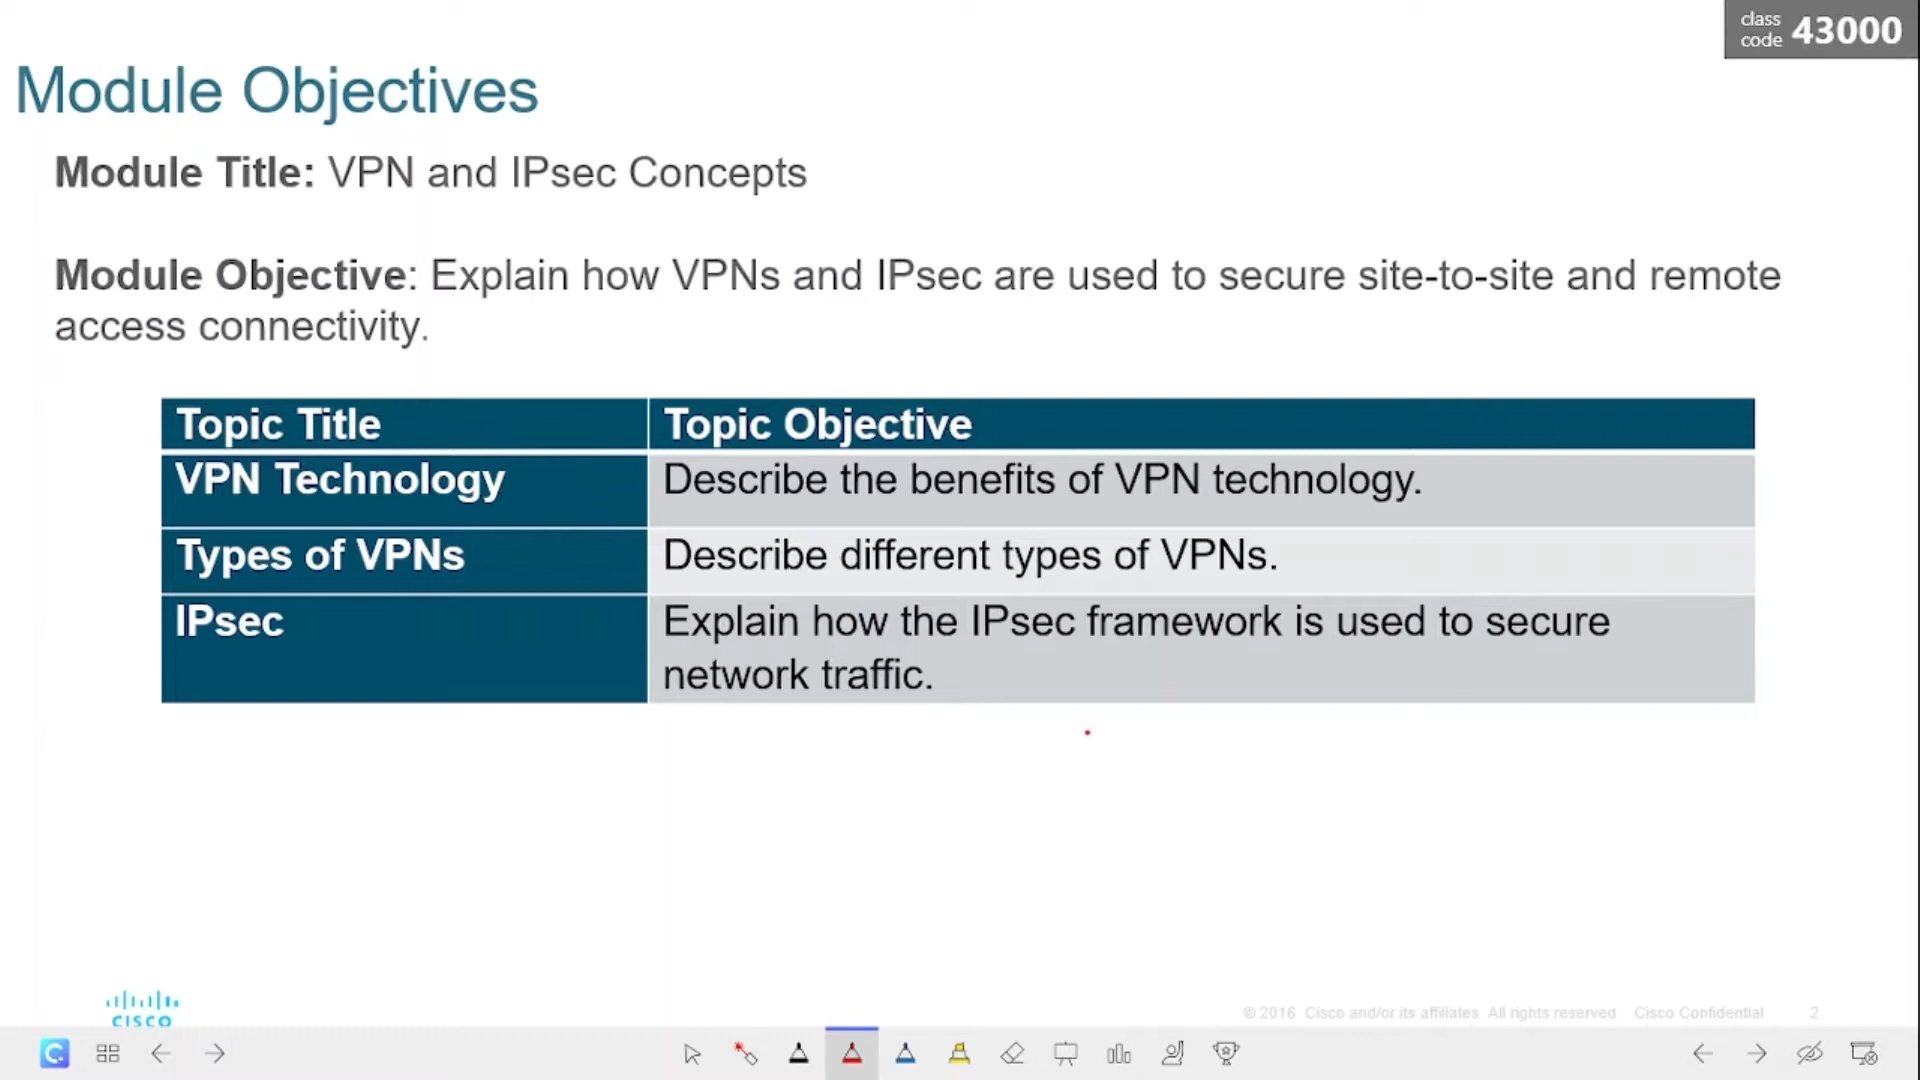 class
code 43000
Module Objectives
Module Title: VPN and IPsec Concepts
Module Objective: Explain how VPNs and IPsec are used to secure site-to-site and remote
access connectivity.
Topic Title Topic Objective
VPN Technology Describe the benefits of VPN technology.
Types of VPNs Describe different types of VPNs.
IPsec Explain how the IPsec framework is used to secure
network traffic.
cisco
© 2016 Cisco and/or its affiliates. All rights reserved Cisco Confidential 2